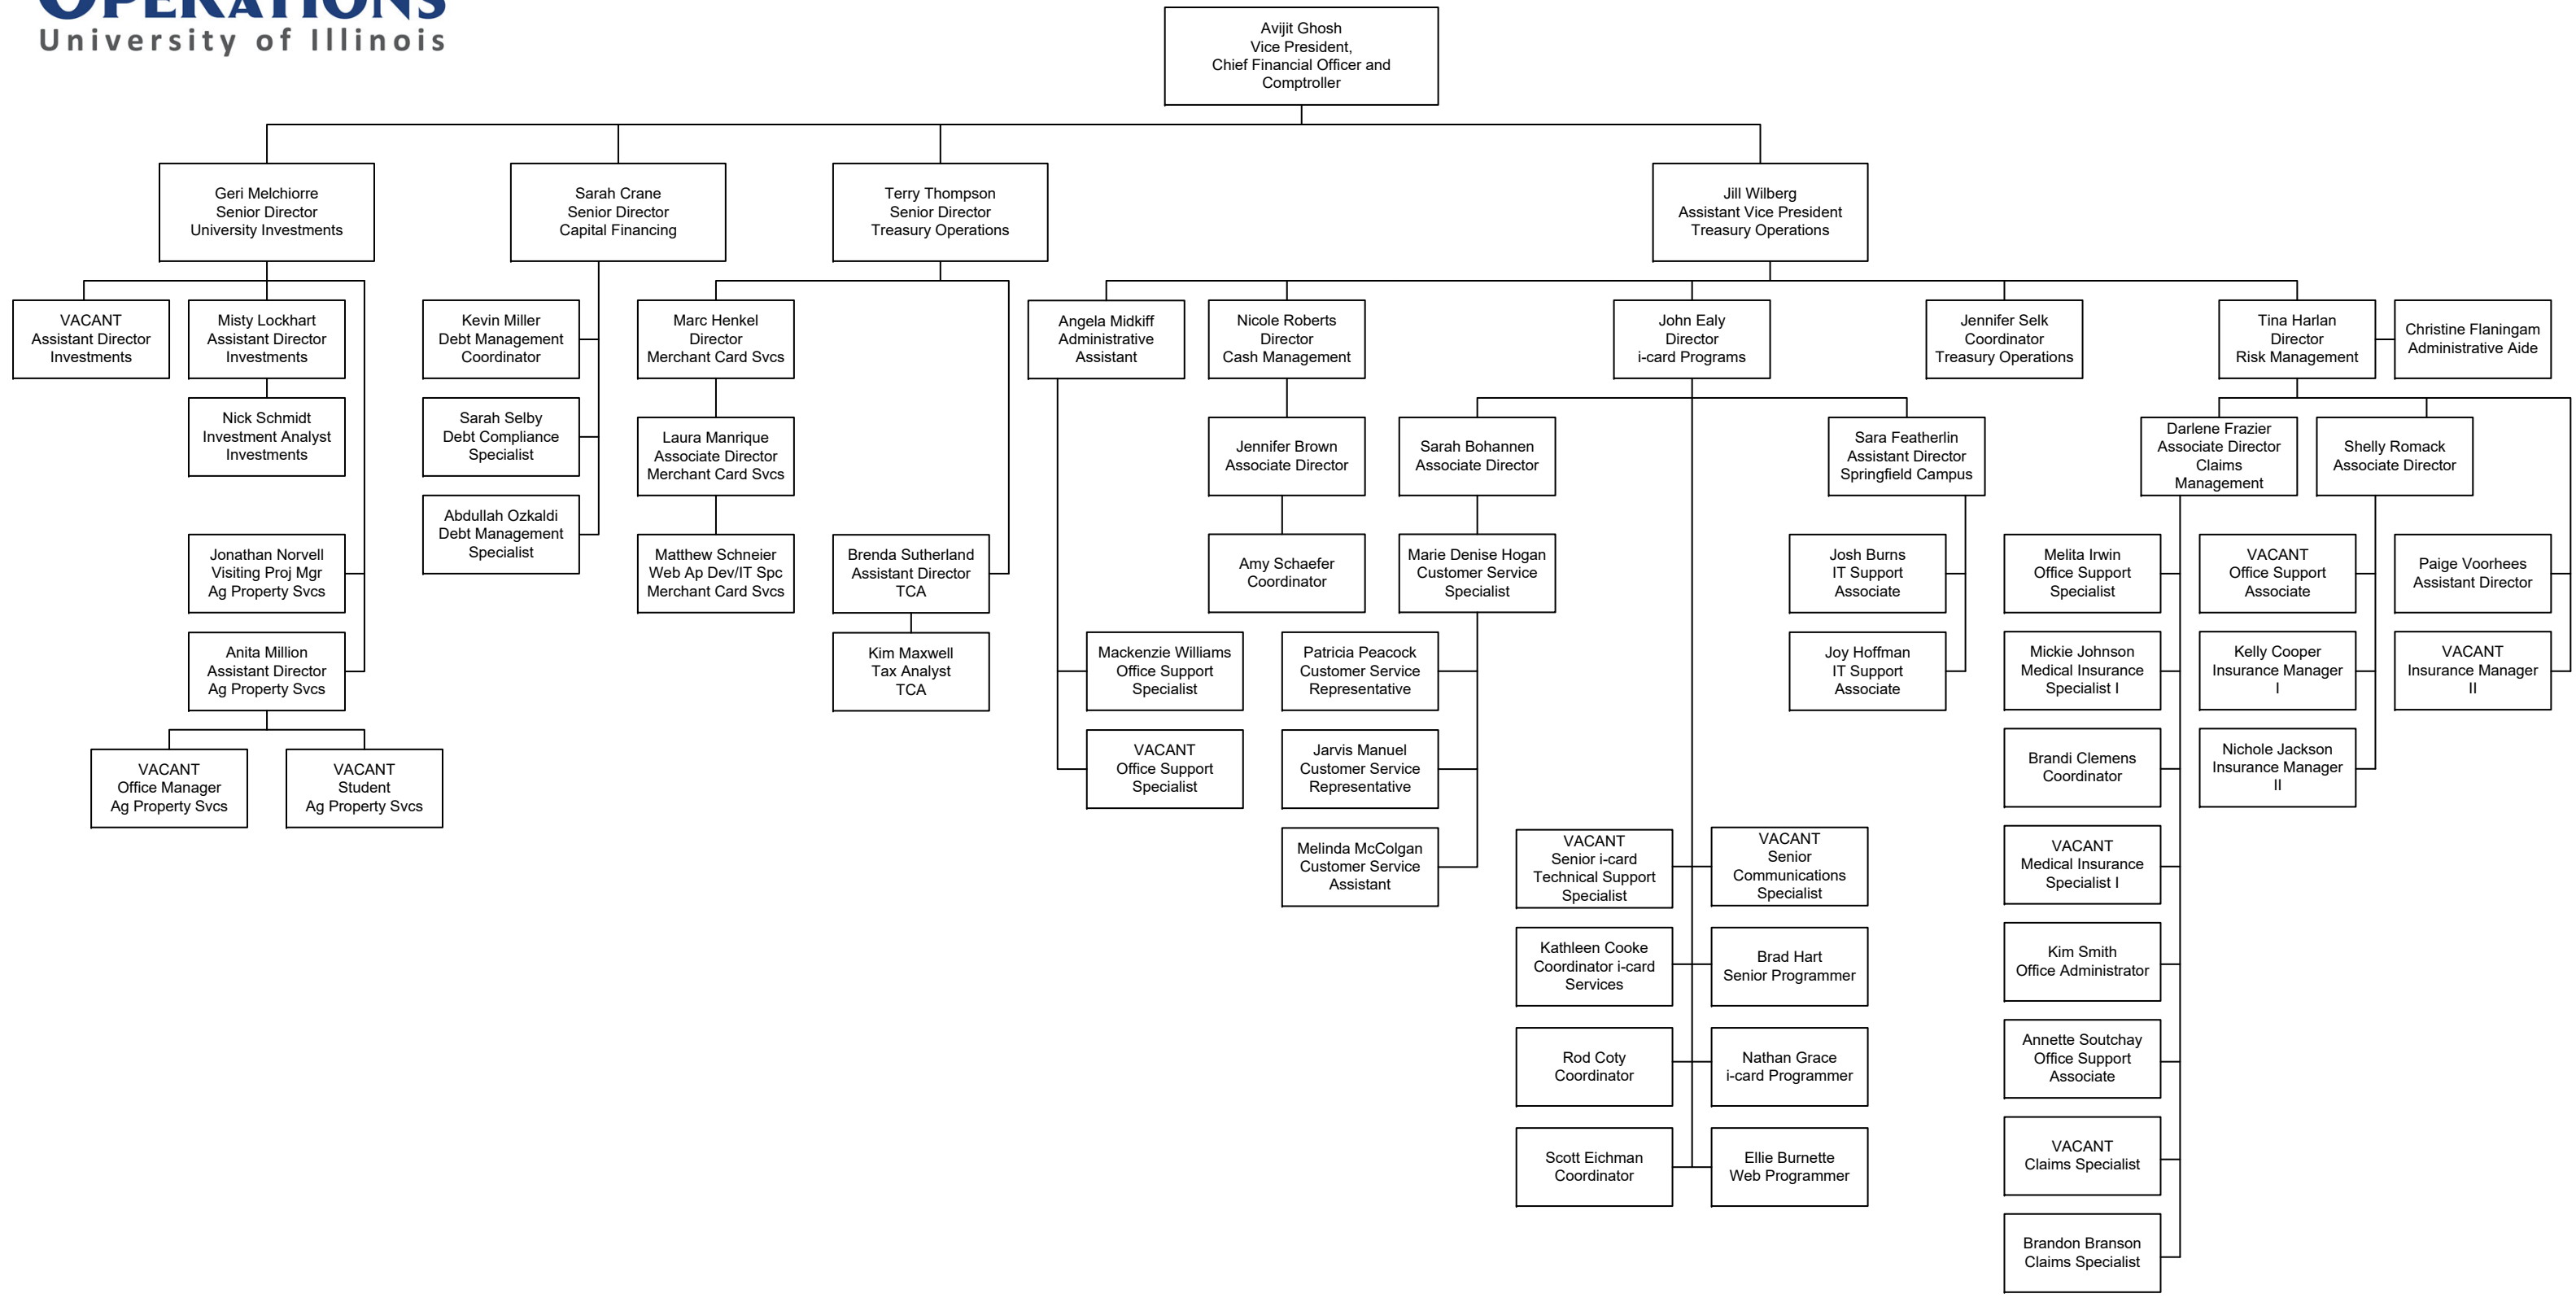 OPERATIONS
University of Illinois
Avijit Ghosh
Vice President,
Chief Financial Officer and
Comptroller
Geri Melchiorre
Senior Director
University Investments
Sarah Crane
Senior Director
Capital Financing
Terry Thompson
Senior Director
Treasury Operations
Jill Wilberg
Assistant Vice President
Treasury Operations
VACANT
Assistant Director
Investments
Misty Lockhart
Assistant Director
Investments
Kevin Miller
Debt Management
Coordinator
Marc Henkel
Director
Merchant Card Svcs
Angela Midkiff
Administrative
Assistant
Nicole Roberts
Director
Cash Management
John Ealy
Director
i-card Programs
Jennifer Selk
Coordinator
Treasury Operations
Tina Harlan
Director
Risk Management
Christine Flaningam
Administrative Aide
Nick Schmidt
Investment Analyst
Investments
Sarah Selby
Debt Compliance
Specialist
Laura Manrique
Associate Director
Merchant Card Svcs
Jennifer Brown
Associate Director
Sarah Bohannen
Associate Director
Sara Featherlin
Assistant Director
Springfield Campus
Darlene Frazier
Associate Director
Claims
Management
Shelly Romack
Associate Director
Abdullah Ozkaldi
Debt Management
Specialist
Jonathan Norvell
Visiting Proj Mgr
Ag Property Svcs
Matthew Schneier
Web Ap Dev/IT Spc
Merchant Card Svcs
Brenda Sutherland
Assistant Director
TCA
Amy Schaefer
Coordinator
Marie Denise Hogan
Customer Service
Specialist
Josh Burns
IT Support
Associate
Melita Irwin
Office Support
Specialist
VACANT
Office Support
Associate
Paige Voorhees
Assistant Director
Anita Million
Assistant Director
Ag Property Svcs
Kim Maxwell
Tax Analyst
TCA
Mackenzie Williams
Office Support
Specialist
Patricia Peacock
Customer Service
Representative
Joy Hoffman
IT Support
Associate
Mickie Johnson
Medical Insurance
Specialist I
Kelly Cooper
Insurance Manager
I
VACANT
Insurance Manager
II
VACANT
Office Manager
Ag Property Svcs
VACANT
Student
Ag Property Svcs
VACANT
Office Support
Specialist
Jarvis Manuel
Customer Service
Representative
Brandi Clemens
Coordinator
Nichole Jackson
Insurance Manager
II
Melinda McColgan
Customer Service
Assistant
VACANT
Senior i-card
Technical Support
Specialist
VACANT
Senior
Communications
Specialist
VACANT
Medical Insurance
Specialist I
Kathleen Cooke
Coordinator i-card
Services
Brad Hart
Senior Programmer
Kim Smith
Office Administrator
Rod Coty
Coordinator
Nathan Grace
i-card Programmer
Annette Soutchay
Office Support
Associate
Scott Eichman
Coordinator
Ellie Burnette
Web Programmer
VACANT
Claims Specialist
Brandon Branson
Claims Specialist